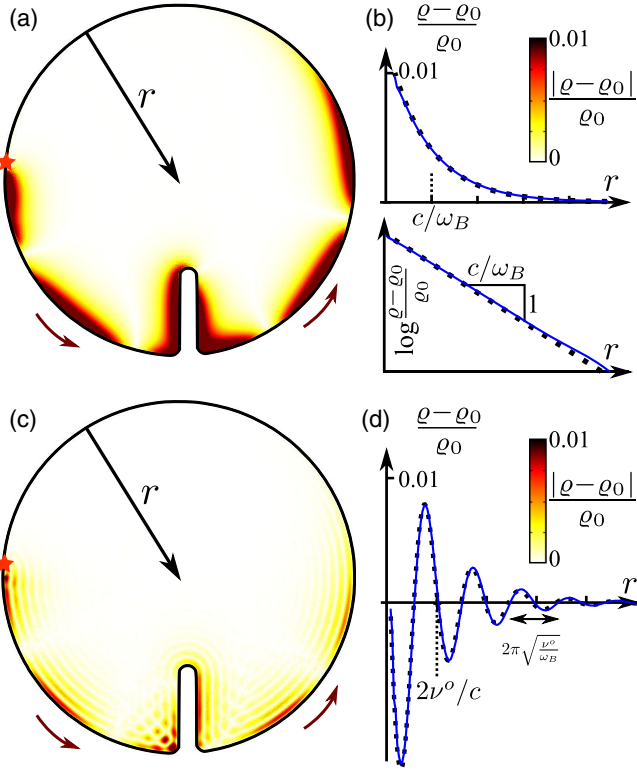 (a)
r
(b)
ϱ−ϱ0
ϱ0
0.01
r
c/ωB
0.01
|ϱ−ϱ0|
ϱ0
0
log ϱ−ϱ0
ϱ0
c/ωB
1
r
(c)
r
(d)
ϱ−ϱ0
ϱ0
0.01
r
2ν^o/c
2π√(ν^o/ωB)
0.01
|ϱ−ϱ0|
ϱ0
0